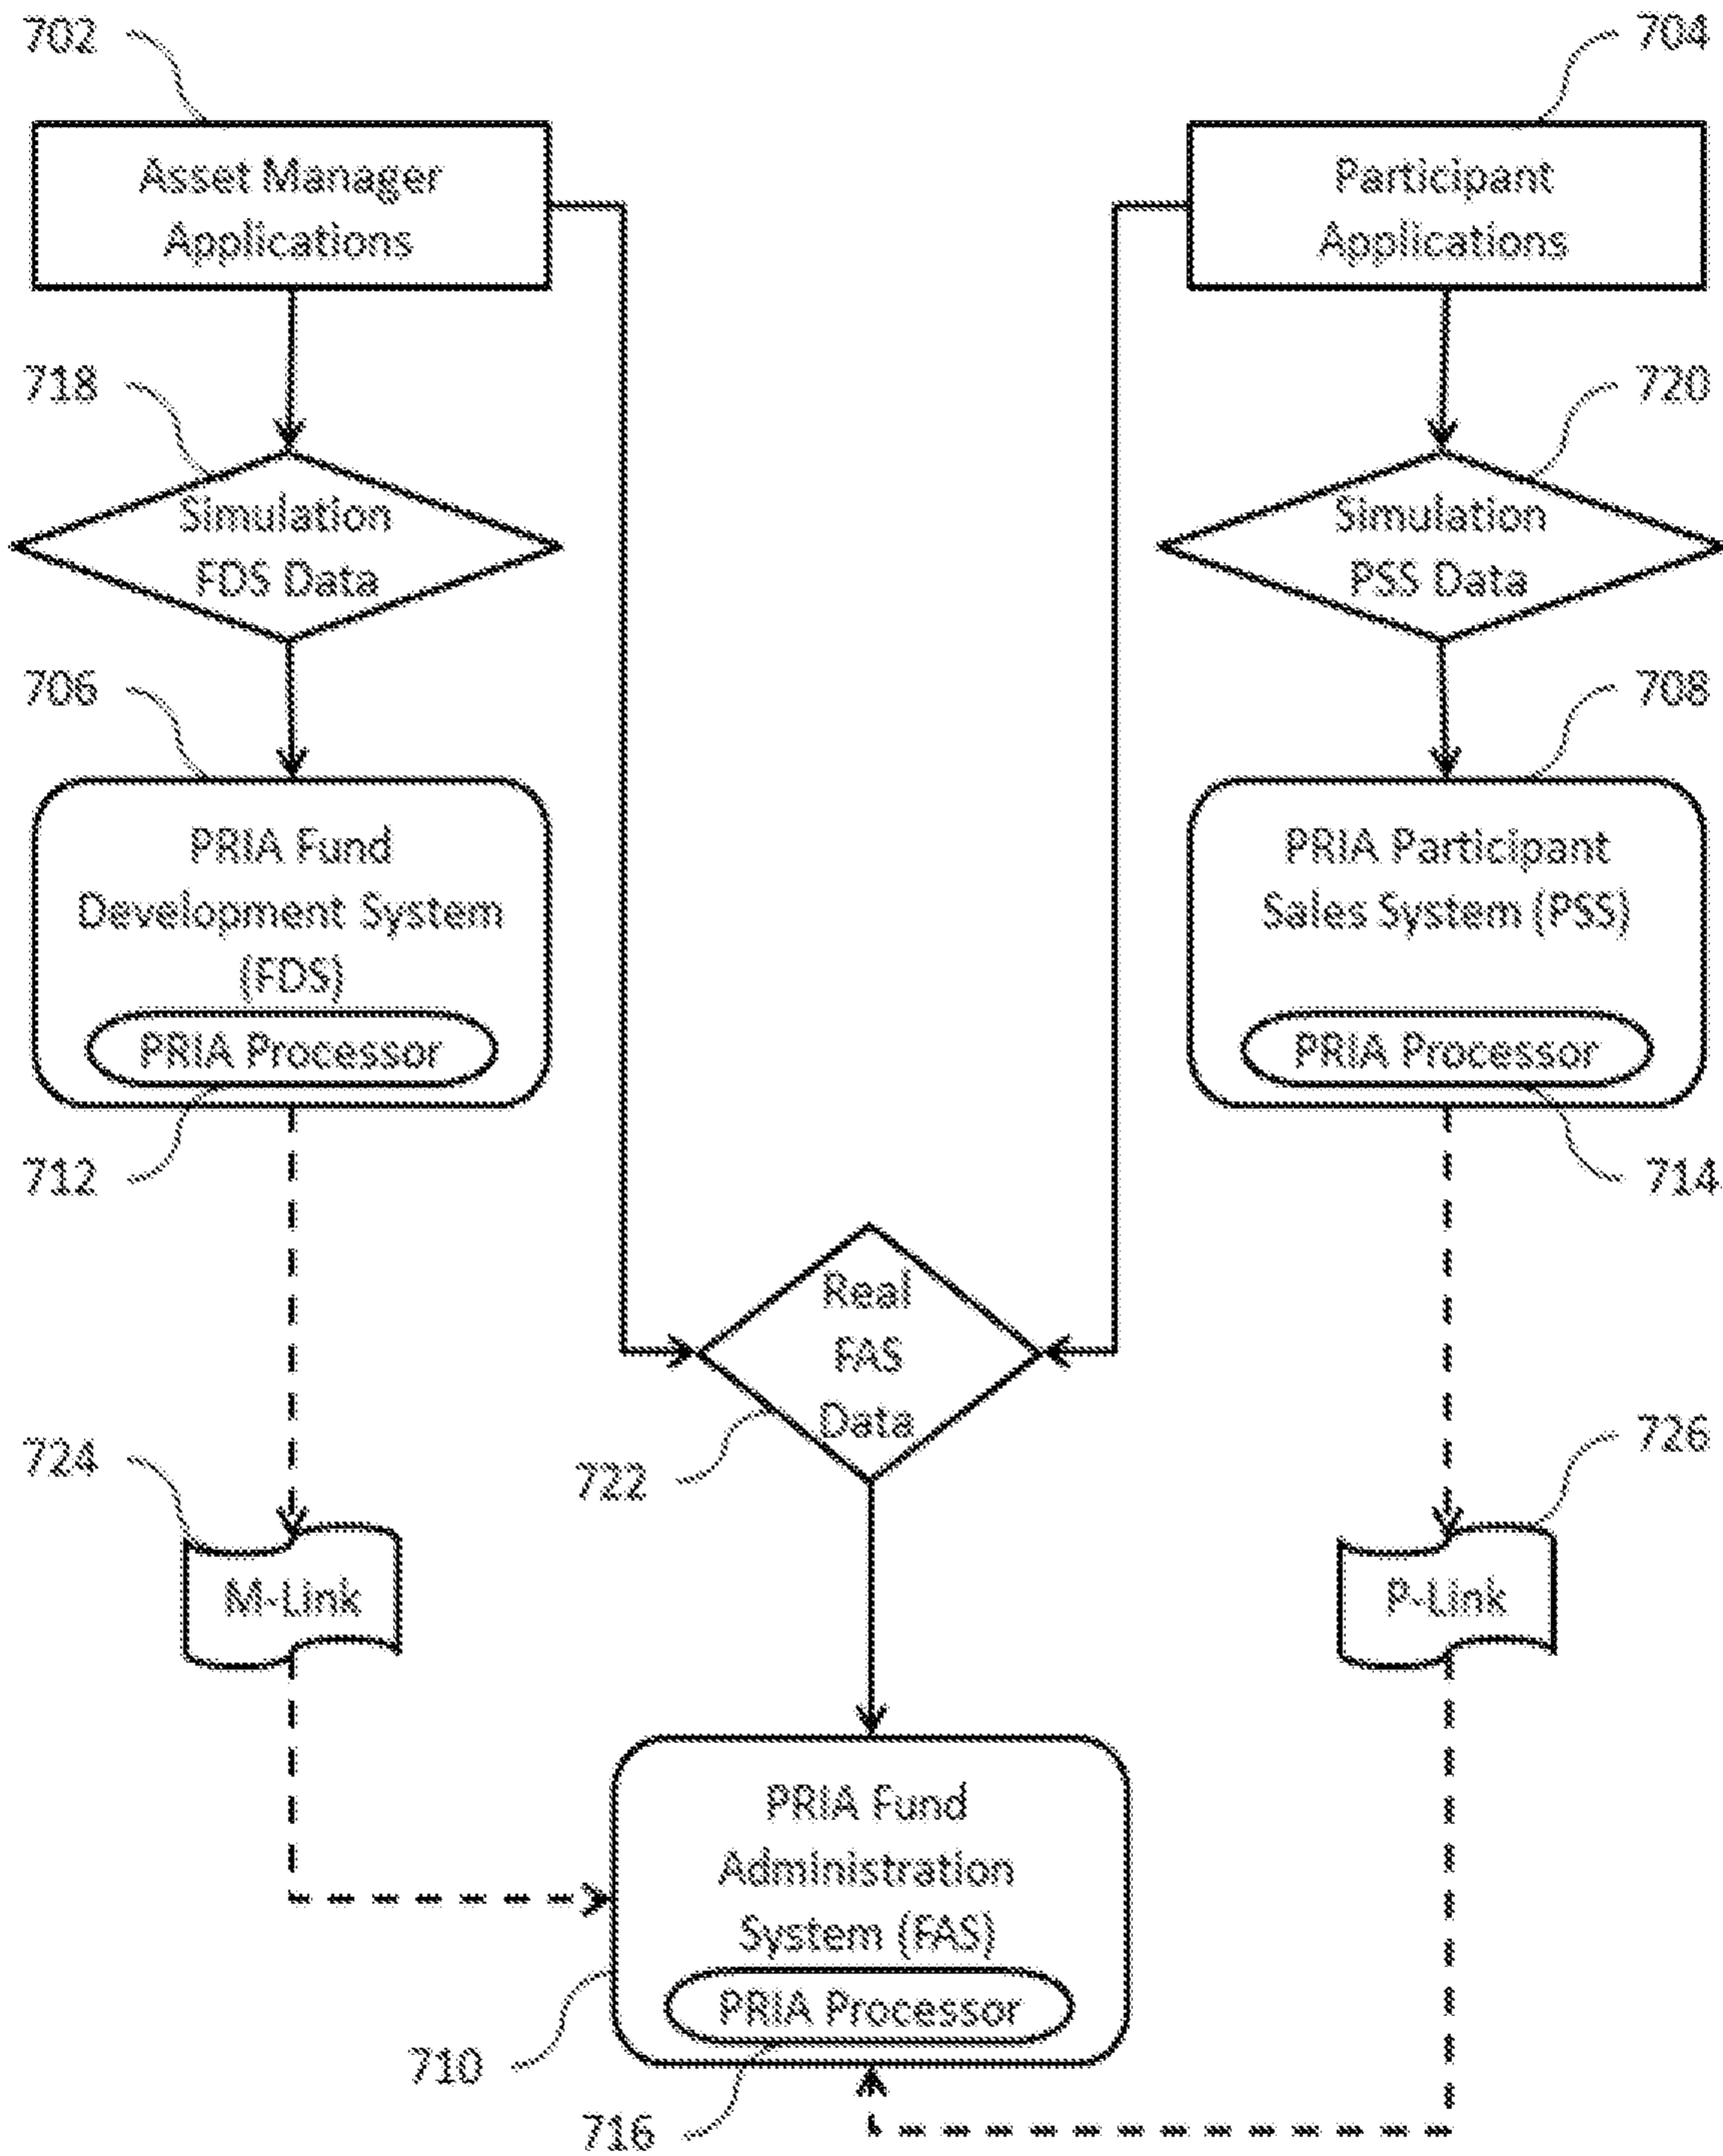 702
704
Asset Manager
Applications
Participant
Applications
718
720
Simulation
FDS Data
Simulation
PSS Data
706
708
PRIA Fund
Development System
(FDS)
PRIA Processor
PRIA Participant
Sales System (PSS)
PRIA Processor
712
714
Real
FAS
Data
722
724
726
M-Link
P-Link
PRIA Fund
Administration
System (FAS)
PRIA Processor
710
716